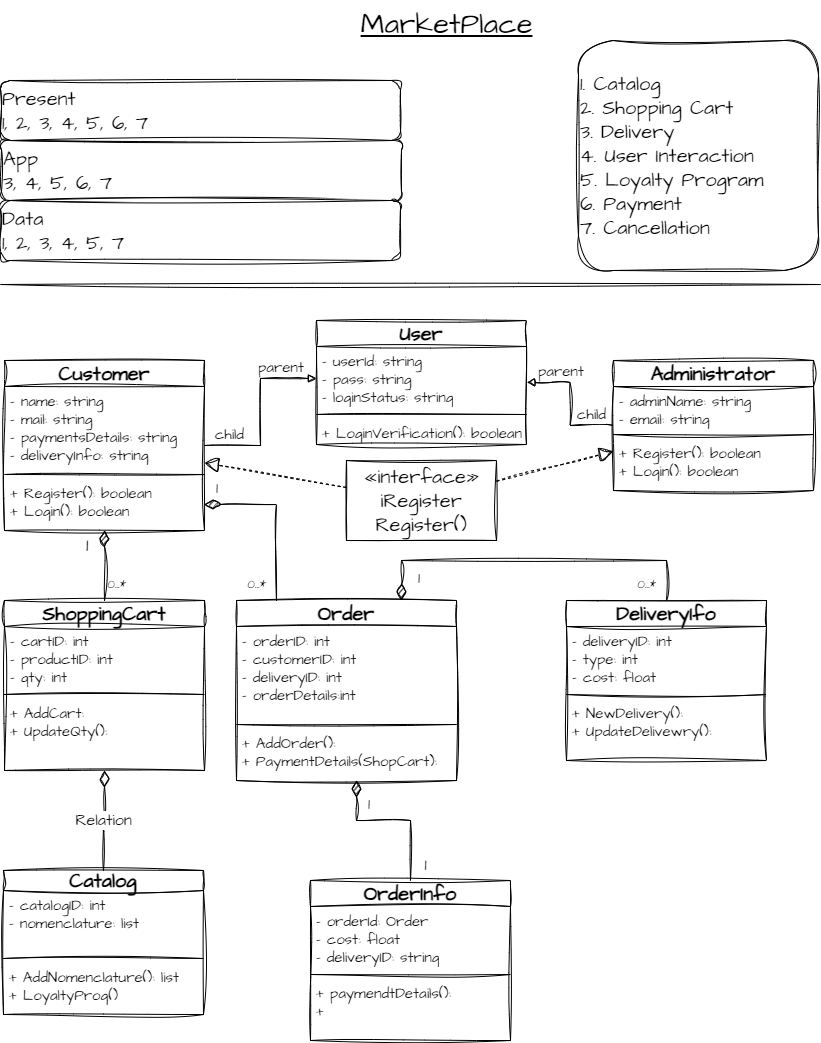 MarketPlace
Present
1, 2, 3, 4, 5, 6, 7
App
3, 4, 5, 6, 7
Data
1, 2, 3, 4, 5, 7
1. Catalog
2. Shopping Cart
3. Delivery
4. User Interaction
5. Loyalty Program
6. Payment
7. Cancellation
User
- userId: string
- pass: string
- loginStatus: string
+ LoginVerification(): boolean
parent
child
parent
child
Customer
- name: string
- mail: string
- paymentsDetails: string
- deliveryInfo: string
+ Register(): boolean
+ Login(): boolean
Administrator
- adminName: string
- email: string
+ Register(): boolean
+ Login(): boolean
«interface»
iRegister
Register()
1
0..*
1
0..*
1
0..*
ShoppingCart
- cartID: int
- productID: int
- qty: int
+ AddCart:
+ UpdateQty():
Order
- orderID: int
- customerID: int
- deliveryID: int
- orderDetails:int
+ AddOrder():
+ PaymentDetails(ShopCart):
DeliveryIfo
- deliveryID: int
- type: int
- cost: float
+ NewDelivery():
+ UpdateDelivewry():
Relation
1
1
Catalog
- catalogID: int
- nomenclature: list
+ AddNomenclature(): list
+ LoyaltyProg()
OrderInfo
- orderId: Order
- cost: float
- deliveryID: string
+ paymendtDetails():
+